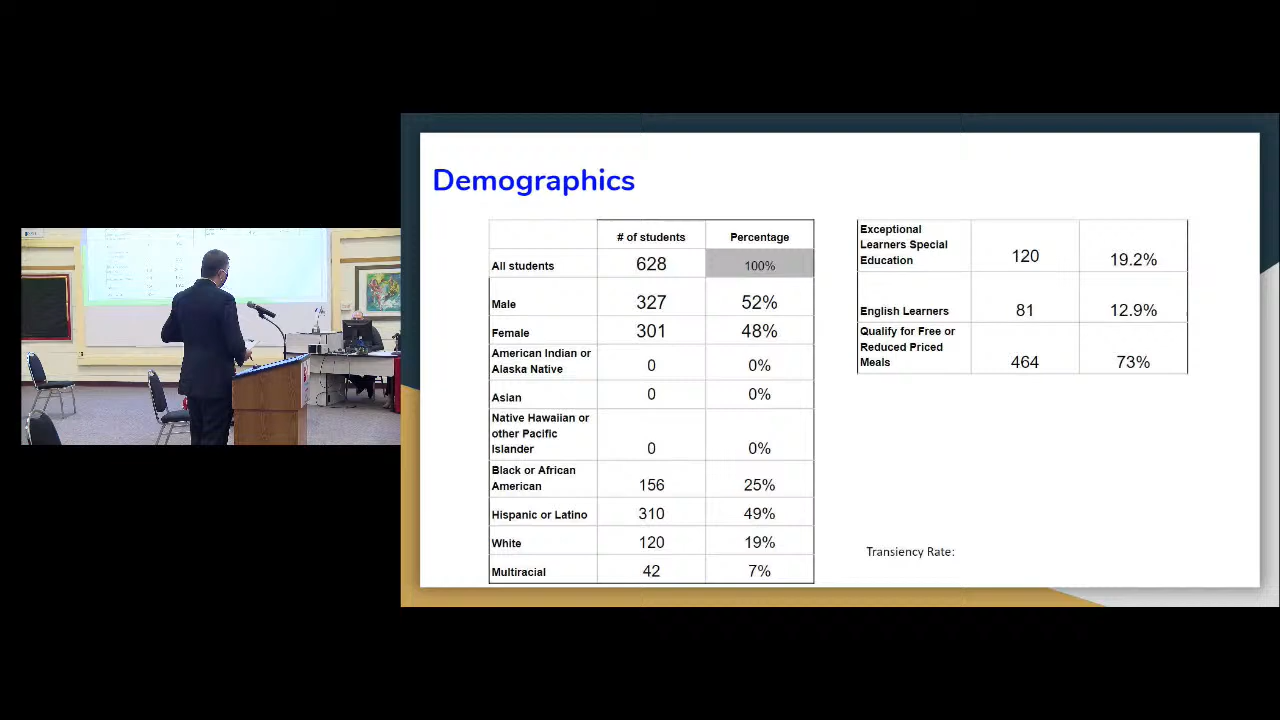 Demographics
# of students Percentage
All students 628 100%
Male 327 52%
Female 301 48%
American Indian or
Alaska Native 0 0%
Asian 0 0%
Native Hawaiian or
other Pacific
Islander 0 0%
Black or African
American 156 25%
Hispanic or Latino 310 49%
White 120 19%
Multiracial 42 7%
Exceptional
Learners Special
Education 120 19.2%
English Learners 81 12.9%
Qualify for Free or
Reduced Priced
Meals 464 73%
Transiency Rate: